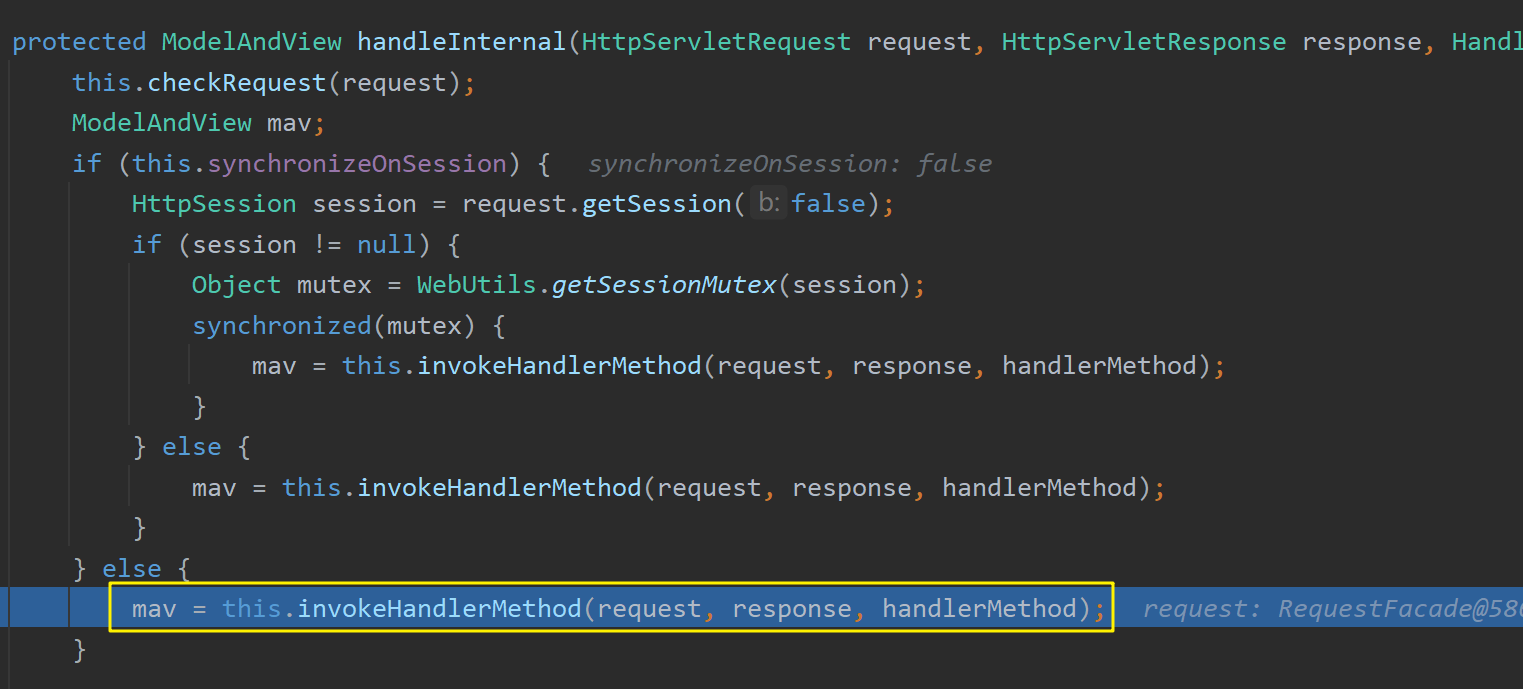 protected ModelAndView handleInternal(HttpServletRequest request, HttpServletResponse response, Handl
this.checkRequest(request);
ModelAndView mav;
if (this.synchronizeOnSession) { synchronizeOnSession: false
HttpSession session = request.getSession( b: false);
if (session != null) {
Object mutex = WebUtils.getSessionMutex(session);
synchronized(mutex) {
mav = this.invokeHandlerMethod(request, response, handlerMethod);
}
} else {
mav = this.invokeHandlerMethod(request, response, handlerMethod);
}
} else {
mav = this.invokeHandlerMethod(request, response, handlerMethod); request: RequestFacade@58
}